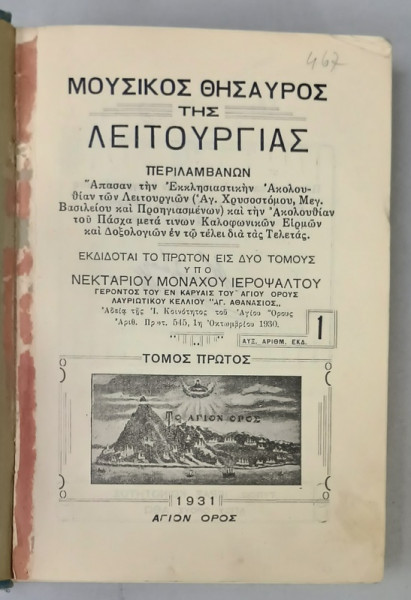 467
ΜΟΥΣΙΚΟΣ ΘΗΣΑΥΡΟΣ
ΤΗΣ
ΛΕΙΤΟΥΡΓΙΑΣ
ΠΕΡΙΛΑΜΒΑΝΩΝ
Ἅπασαν τὴν Ἐκκλησιαστικὴν Ἀκολου-
θίαν τῶν Λειτουργιῶν (Ἁγ. Χρυσοστόμου, Μεγ.
Βασιλείου καὶ Προηγιασμένων) καὶ τὴν Ἀκολουθίαν
τοῦ Πάσχα μετά τινων Καλοφωνικῶν Εἱρμῶν
καὶ Δοξολογιῶν ἐν τῷ τέλει διὰ τὰς Τελετάς.
ΕΚΔΙΔΟΤΑΙ ΤΟ ΠΡΩΤΟΝ ΕΙΣ ΔΥΟ ΤΟΜΟΥΣ
ΥΠΟ
ΝΕΚΤΑΡΙΟΥ ΜΟΝΑΧΟΥ ΙΕΡΟΨΑΛΤΟΥ
ΓΕΡΟΝΤΟΣ ΤΟΥ ΕΝ ΚΑΡΥΑΙΣ ΤΟΥ ἉΓΙΟΥ ΟΡΟΥΣ
ΛΑΥΡΙΩΤΙΚΟΥ ΚΕΛΛΙΟΥ "ΑΓ. ΑΘΑΝΑΣΙΟΣ„
Ἀδείᾳ τῆς Ἱ. Κοινότητος τοῦ Ἁγίου Ὄρους
Ἀριθ. Πρωτ. 545, 1η Ὀκτωβρίου 1930.
1
ΑΥΞ. ΑΡΙΘΜ. ΕΚΔ.
ΤΟΜΟΣ ΠΡΩΤΟΣ
ΤΟ ΑΓΙΟΝ ΟΡΟΣ
1931
ΑΓΙΟΝ ΟΡΟΣ